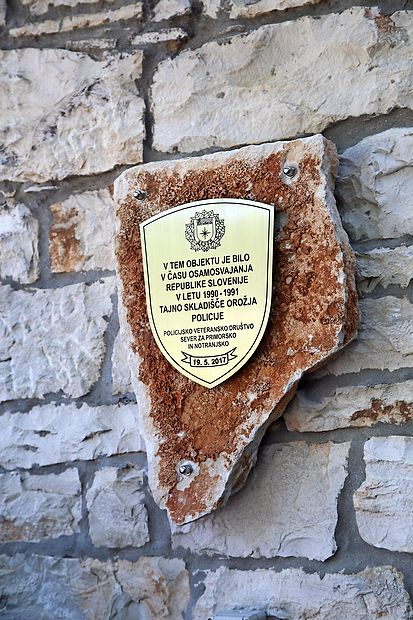 V TEM OBJEKTU JE BILO
V ČASU OSAMOSVAJANJA
REPUBLIKE SLOVENIJE
V LETU 1990 - 1991
TAJNO SKLADIŠČE OROŽJA
POLICIJE
POLICIJSKO VETERANSKO DRUŠTVO
SEVER ZA PRIMORSKO
IN NOTRANJSKO
19. 5. 2017